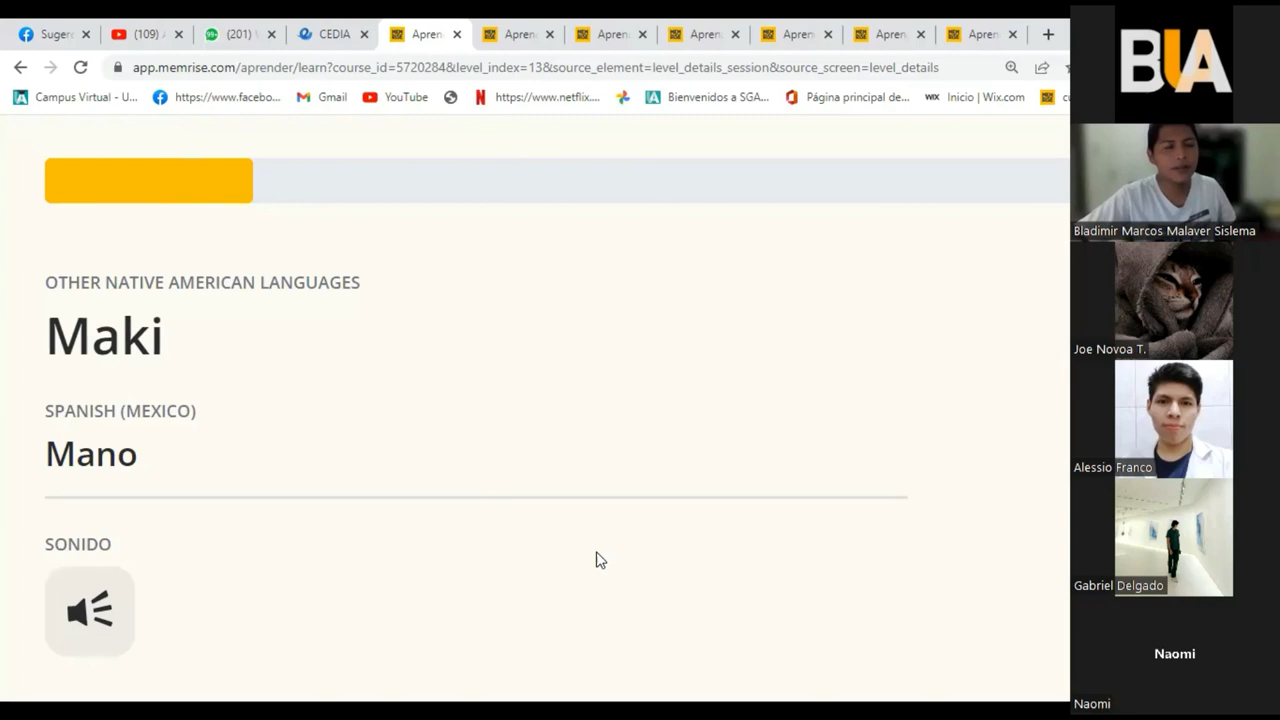 Sugere
(109)
(201)
CEDIA
Apren
Apren
Apren
Apren
Apren
Apren
Apren
app.memrise.com/aprender/learn?course_id=5720284&level_index=13&source_element=level_details_session&source_screen=level_details
Campus Virtual - U...
https://www.facebo...
Gmail
YouTube
https://www.netflix....
Bienvenidos a SGA...
Página principal de...
WIX
Inicio | Wix.com
OTHER NATIVE AMERICAN LANGUAGES
Maki
SPANISH (MEXICO)
Mano
SONIDO
BUA
Bladimir Marcos Malaver Sislema
Joe Novoa T.
Alessio Franco
Gabriel Delgado
Naomi
Naomi